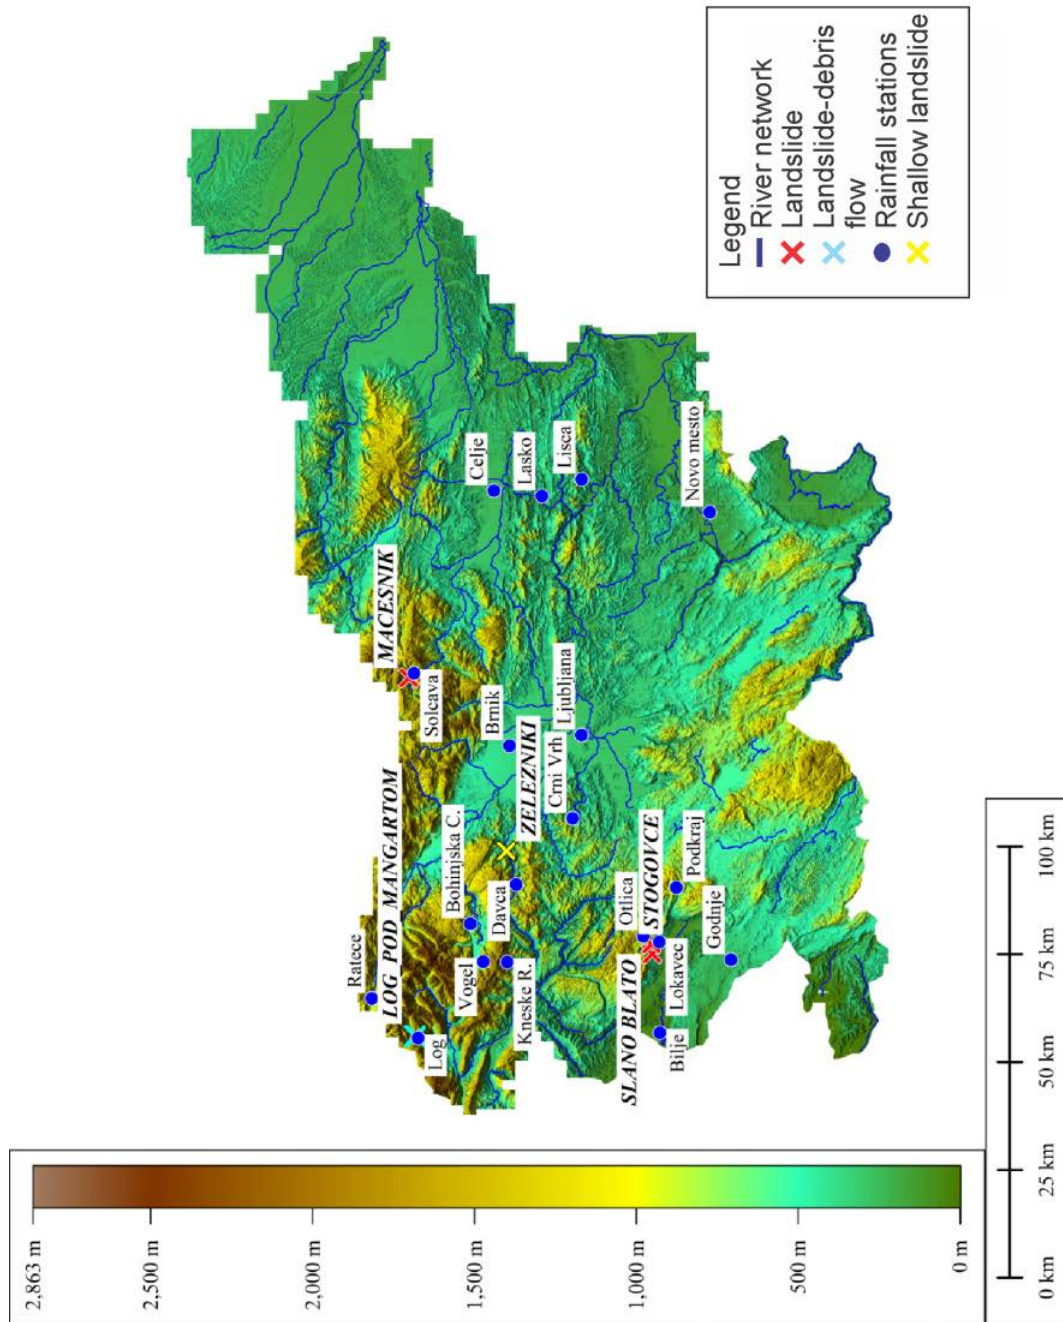 Legend
River network
Landslide
Landslide-debris
flow
Rainfall stations
Shallow landslide
Ratece
LOG POD MANGARTOM
Log
Bohinjska C.
Vogel
Kneske R.
Davca
MACESNIK
Solcava
Brnik
ZELEZNIKI
Crni Vrh
Ljubljana
Celje
Lasko
Lisca
Novo mesto
SLANO BLATO
Otlica
STOGOVCE
Podkraj
Lokavec
Godnje
Bilje
2,863 m
2,500 m
2,000 m
1,500 m
1,000 m
500 m
0 m
0 km
25 km
50 km
75 km
100 km